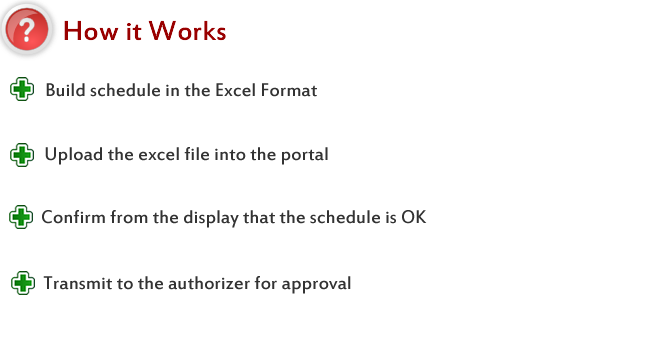 ?
How it Works
Build schedule in the Excel Format
Upload the excel file into the portal
Confirm from the display that the schedule is OK
Transmit to the authorizer for approval